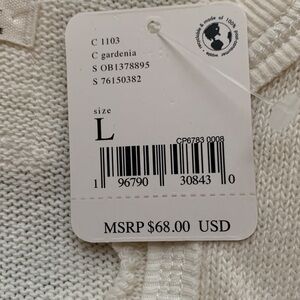 C 1103
C gardenia
S OB1378895
S 76150382
size
L
CP6783 0008
1 96790 30843 0
MSRP $68.00 USD